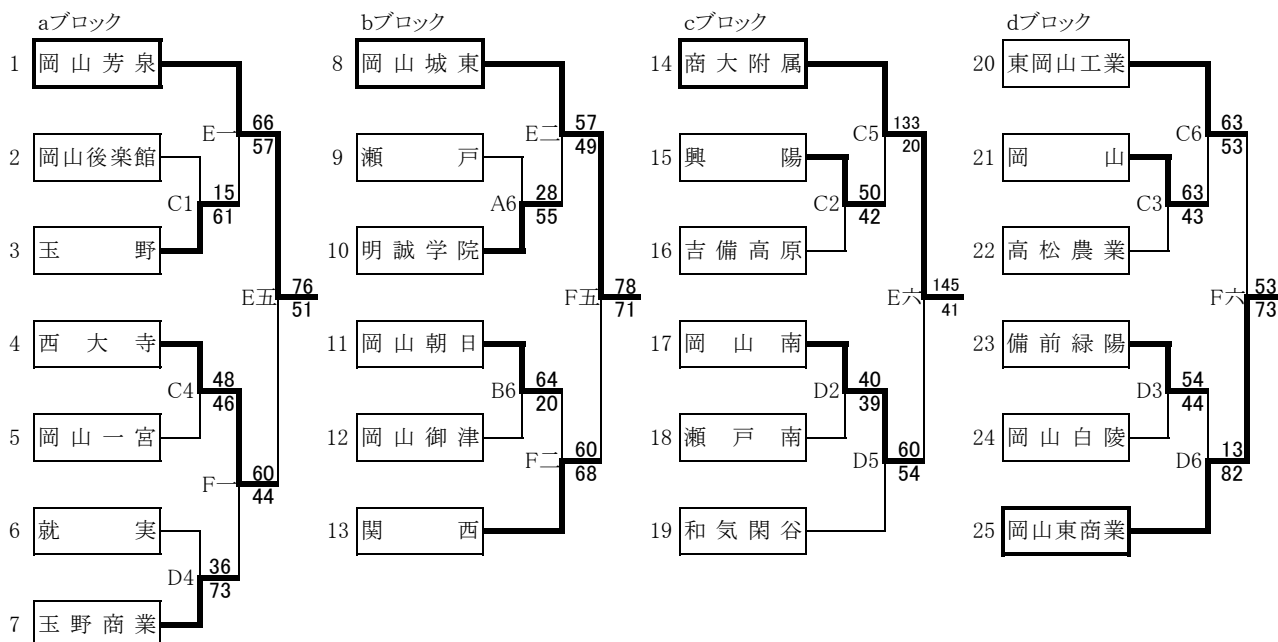 aブロック
1 岡山芳泉
2 岡山後楽館
3 玉野
4 西大寺
5 岡山一宮
6 就実
7 玉野商業
E一 66 57
C1 15 61
E五 76 51
C4 48 46
F一 60 44
D4 36 73
bブロック
8 岡山城東
9 瀬戸
10 明誠学院
11 岡山朝日
12 岡山御津
13 関西
E二 57 49
A6 28 55
F五 78 71
B6 64 20
F二 60 68
cブロック
14 商大附属
15 興陽
16 吉備高原
17 岡山南
18 瀬戸南
19 和気閑谷
C5 133 20
C2 50 42
E六 145 41
D2 40 39
D5 60 54
dブロック
20 東岡山工業
21 岡山
22 高松農業
23 備前緑陽
24 岡山白陵
25 岡山東商業
C6 63 53
C3 63 43
F六 53 73
D3 54 44
D6 13 82